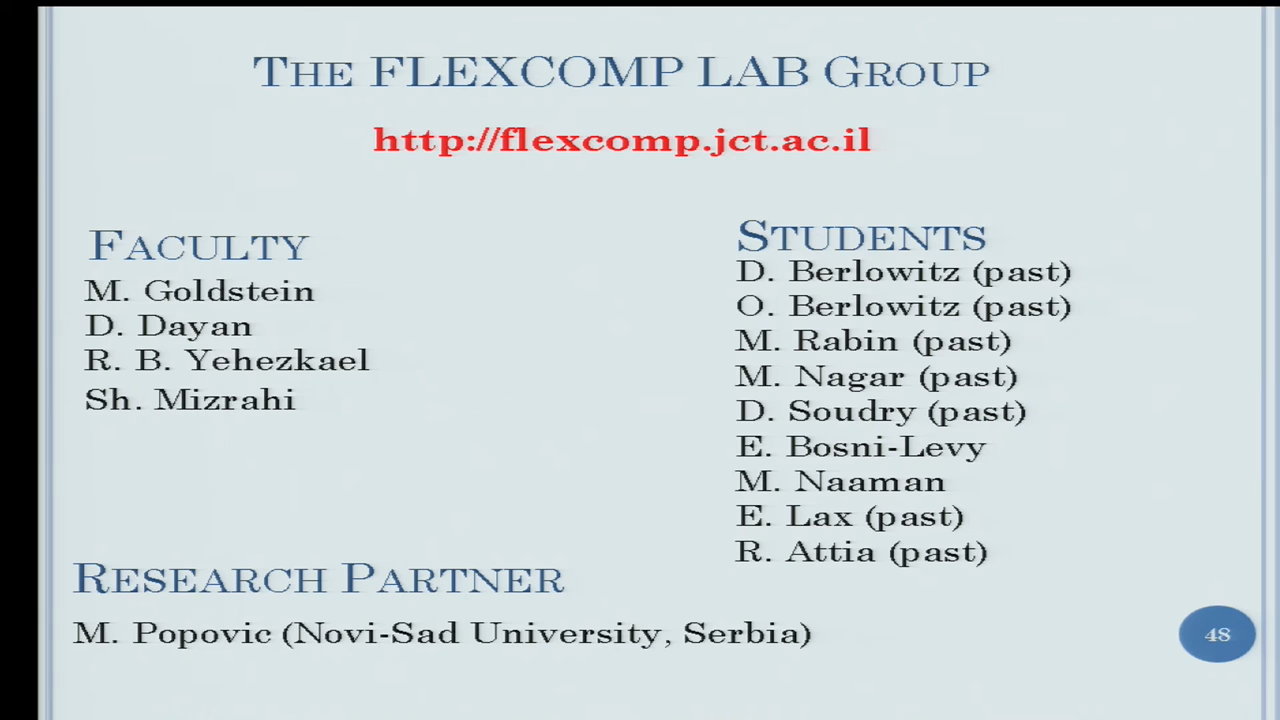 THE FLEXCOMP LAB GROUP
http://flexcomp.jct.ac.il
FACULTY
M. Goldstein
D. Dayan
R. B. Yehezkael
Sh. Mizrahi
STUDENTS
D. Berlowitz (past)
O. Berlowitz (past)
M. Rabin (past)
M. Nagar (past)
D. Soudry (past)
E. Bosni-Levy
M. Naaman
E. Lax (past)
R. Attia (past)
RESEARCH PARTNER
M. Popovic (Novi-Sad University, Serbia)
48